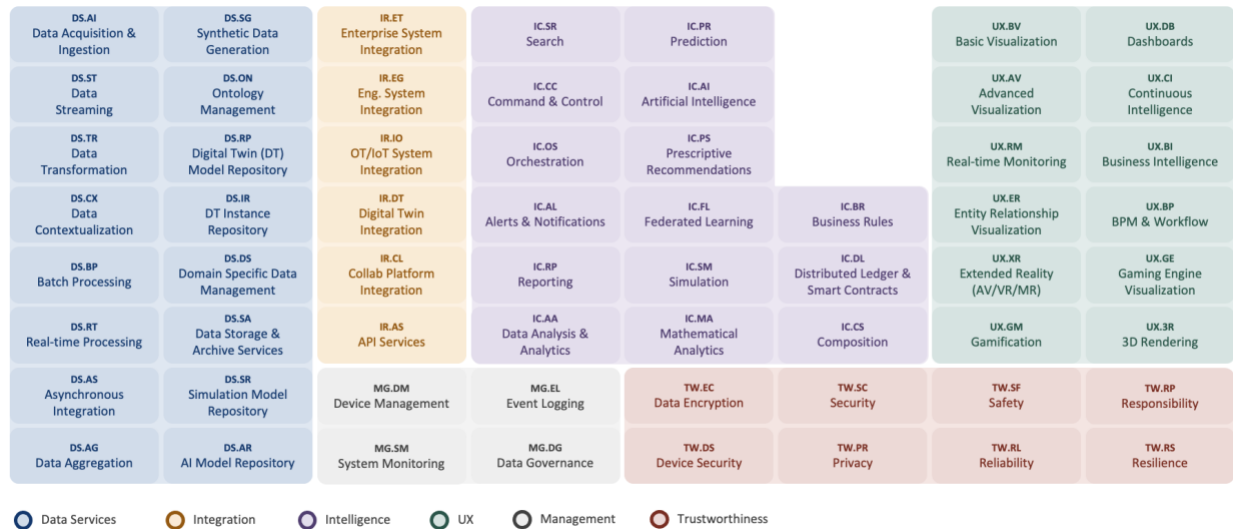 DS.AI
Data Acquisition &
Ingestion
DS.SG
Synthetic Data
Generation
IR.ET
Enterprise System
Integration
IC.SR
Search
IC.PR
Prediction
UX.BV
Basic Visualization
UX.DB
Dashboards
DS.ST
Data
Streaming
DS.ON
Ontology
Management
IR.EG
Eng. System
Integration
IC.CC
Command & Control
IC.AI
Artificial Intelligence
UX.AV
Advanced
Visualization
UX.CI
Continuous
Intelligence
DS.TR
Data
Transformation
DS.RP
Digital Twin (DT)
Model Repository
IR.IO
OT/IoT System
Integration
IC.OS
Orchestration
IC.PS
Prescriptive
Recommendations
UX.RM
Real-time Monitoring
UX.BI
Business Intelligence
DS.CX
Data
Contextualization
DS.IR
DT Instance
Repository
IR.DT
Digital Twin
Integration
IC.AL
Alerts & Notifications
IC.FL
Federated Learning
IC.BR
Business Rules
UX.ER
Entity Relationship
Visualization
UX.BP
BPM & Workflow
DS.BP
Batch Processing
DS.DS
Domain Specific Data
Management
IR.CL
Collab Platform
Integration
IC.RP
Reporting
IC.SM
Simulation
IC.DL
Distributed Ledger &
Smart Contracts
UX.XR
Extended Reality
(AV/VR/MR)
UX.GE
Gaming Engine
Visualization
DS.RT
Real-time Processing
DS.SA
Data Storage &
Archive Services
IR.AS
API Services
IC.AA
Data Analysis &
Analytics
IC.MA
Mathematical
Analytics
IC.CS
Composition
UX.GM
Gamification
UX.3R
3D Rendering
DS.AS
Asynchronous
Integration
DS.SR
Simulation Model
Repository
MG.DM
Device Management
MG.EL
Event Logging
TW.EC
Data Encryption
TW.SC
Security
TW.SF
Safety
TW.RP
Responsibility
DS.AG
Data Aggregation
DS.AR
AI Model Repository
MG.SM
System Monitoring
MG.DG
Data Governance
TW.DS
Device Security
TW.PR
Privacy
TW.RL
Reliability
TW.RS
Resilience
Data Services
Integration
Intelligence
UX
Management
Trustworthiness